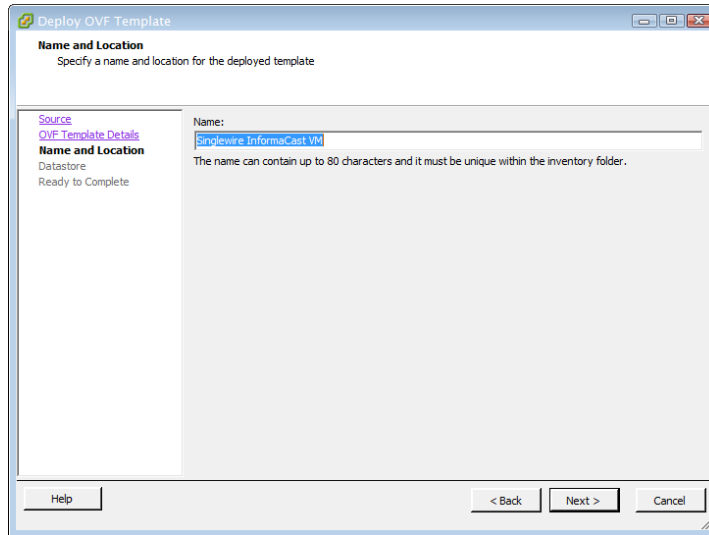 Deploy OVF Template
Name and Location
Specify a name and location for the deployed template
Source
OVF Template Details
Name and Location
Datastore
Ready to Complete
Name:
Singlewire InformaCast VM
The name can contain up to 80 characters and it must be unique within the inventory folder.
Help
< Back
Next >
Cancel